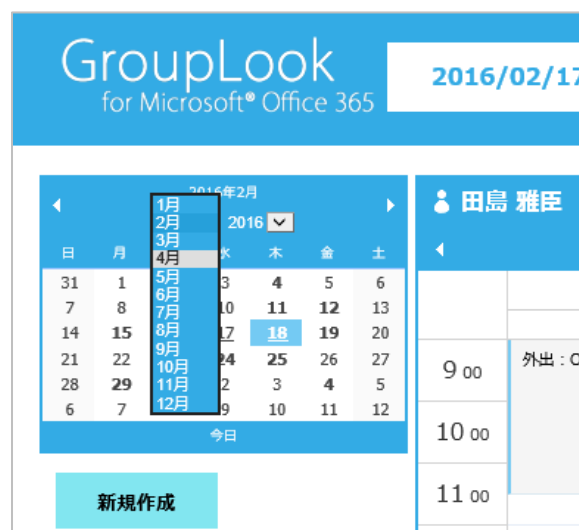 GroupLook
for Microsoft® Office 365
2016/02/17
2016年2月
2016
1月
2月
3月
4月
5月
6月
7月
8月
9月
10月
11月
12月
日 月 水 木 金 土
31 1 3 4 5 6
7 8 10 11 12 13
14 15 17 18 19 20
21 22 24 25 26 27
28 29 2 3 4 5
6 7 9 10 11 12
今日
新規作成
田島 雅臣
9 00
外出:
10 00
11 00